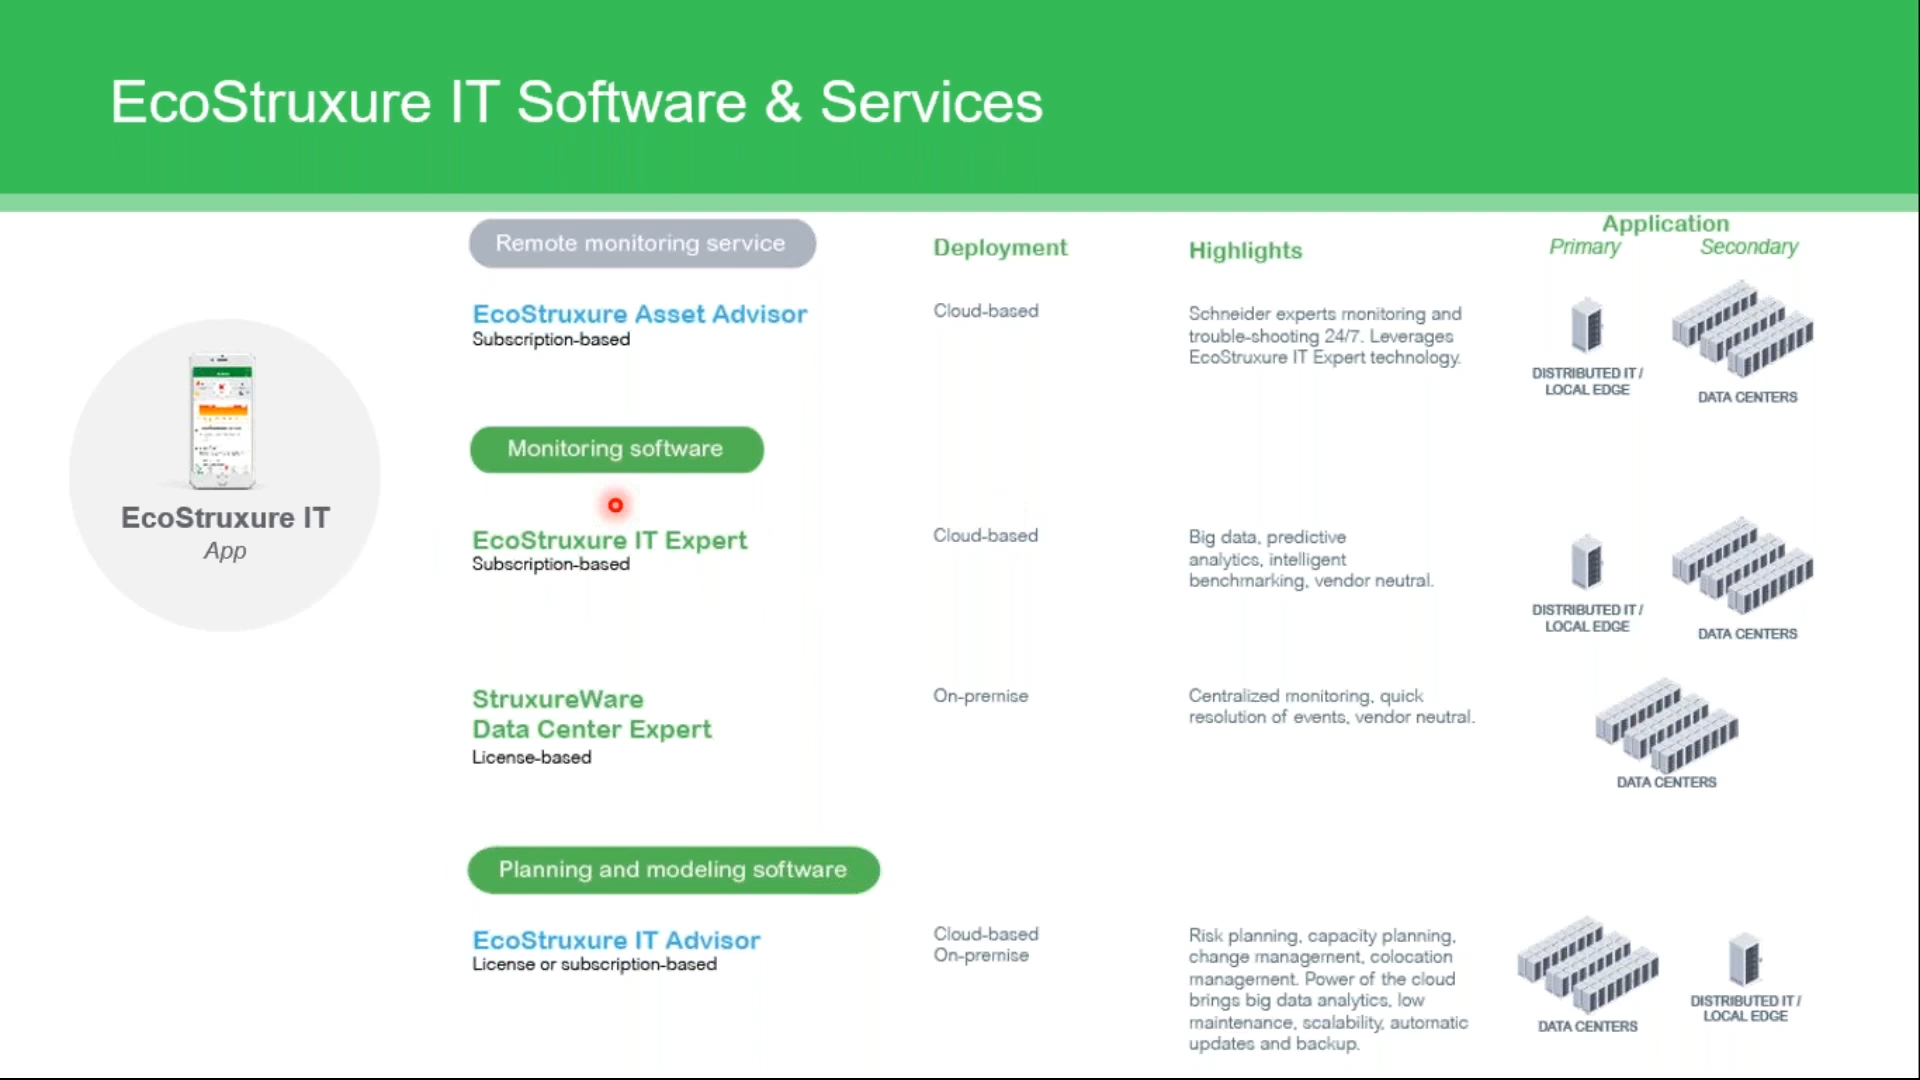 EcoStruxure IT Software & Services
EcoStruxure IT
App
Remote monitoring service
Deployment
Highlights
Application
Primary
Secondary
EcoStruxure Asset Advisor
Subscription-based
Cloud-based
Schneider experts monitoring and
trouble-shooting 24/7. Leverages
EcoStruxure IT Expert technology.
DISTRIBUTED IT /
LOCAL EDGE
DATA CENTERS
Monitoring software
EcoStruxure IT Expert
Subscription-based
Cloud-based
Big data, predictive
analytics, intelligent
benchmarking, vendor neutral.
DISTRIBUTED IT /
LOCAL EDGE
DATA CENTERS
StruxureWare
Data Center Expert
License-based
On-premise
Centralized monitoring, quick
resolution of events, vendor neutral.
DATA CENTERS
Planning and modeling software
EcoStruxure IT Advisor
License or subscription-based
Cloud-based
On-premise
Risk planning, capacity planning,
change management, colocation
management. Power of the cloud
brings big data analytics, low
maintenance, scalability, automatic
updates and backup.
DATA CENTERS
DISTRIBUTED IT /
LOCAL EDGE